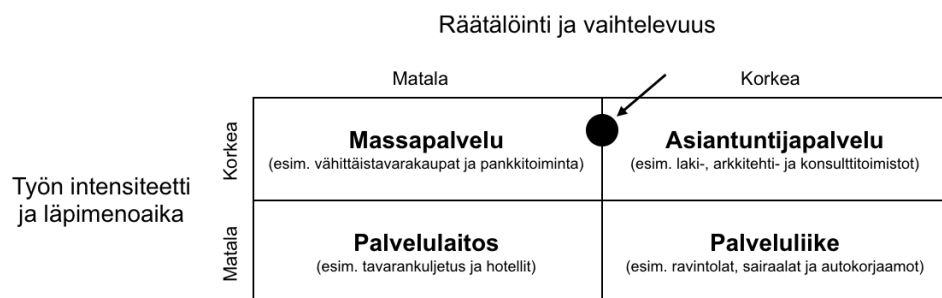 Räätälöinti ja vaihtelevuus
Matala
Korkea
Korkea
Massapalvelu
(esim. vähittäistavarakaupat ja pankkitoiminta)
Asiantuntijapalvelu
(esim. laki-, arkkitehti- ja konsulttitoimistot)
Työn intensiteetti
ja läpimenoaika
Matala
Palvelulaitos
(esim. tavarankuljetus ja hotellit)
Palveluliike
(esim. ravintolat, sairaalat ja autokorjaamot)